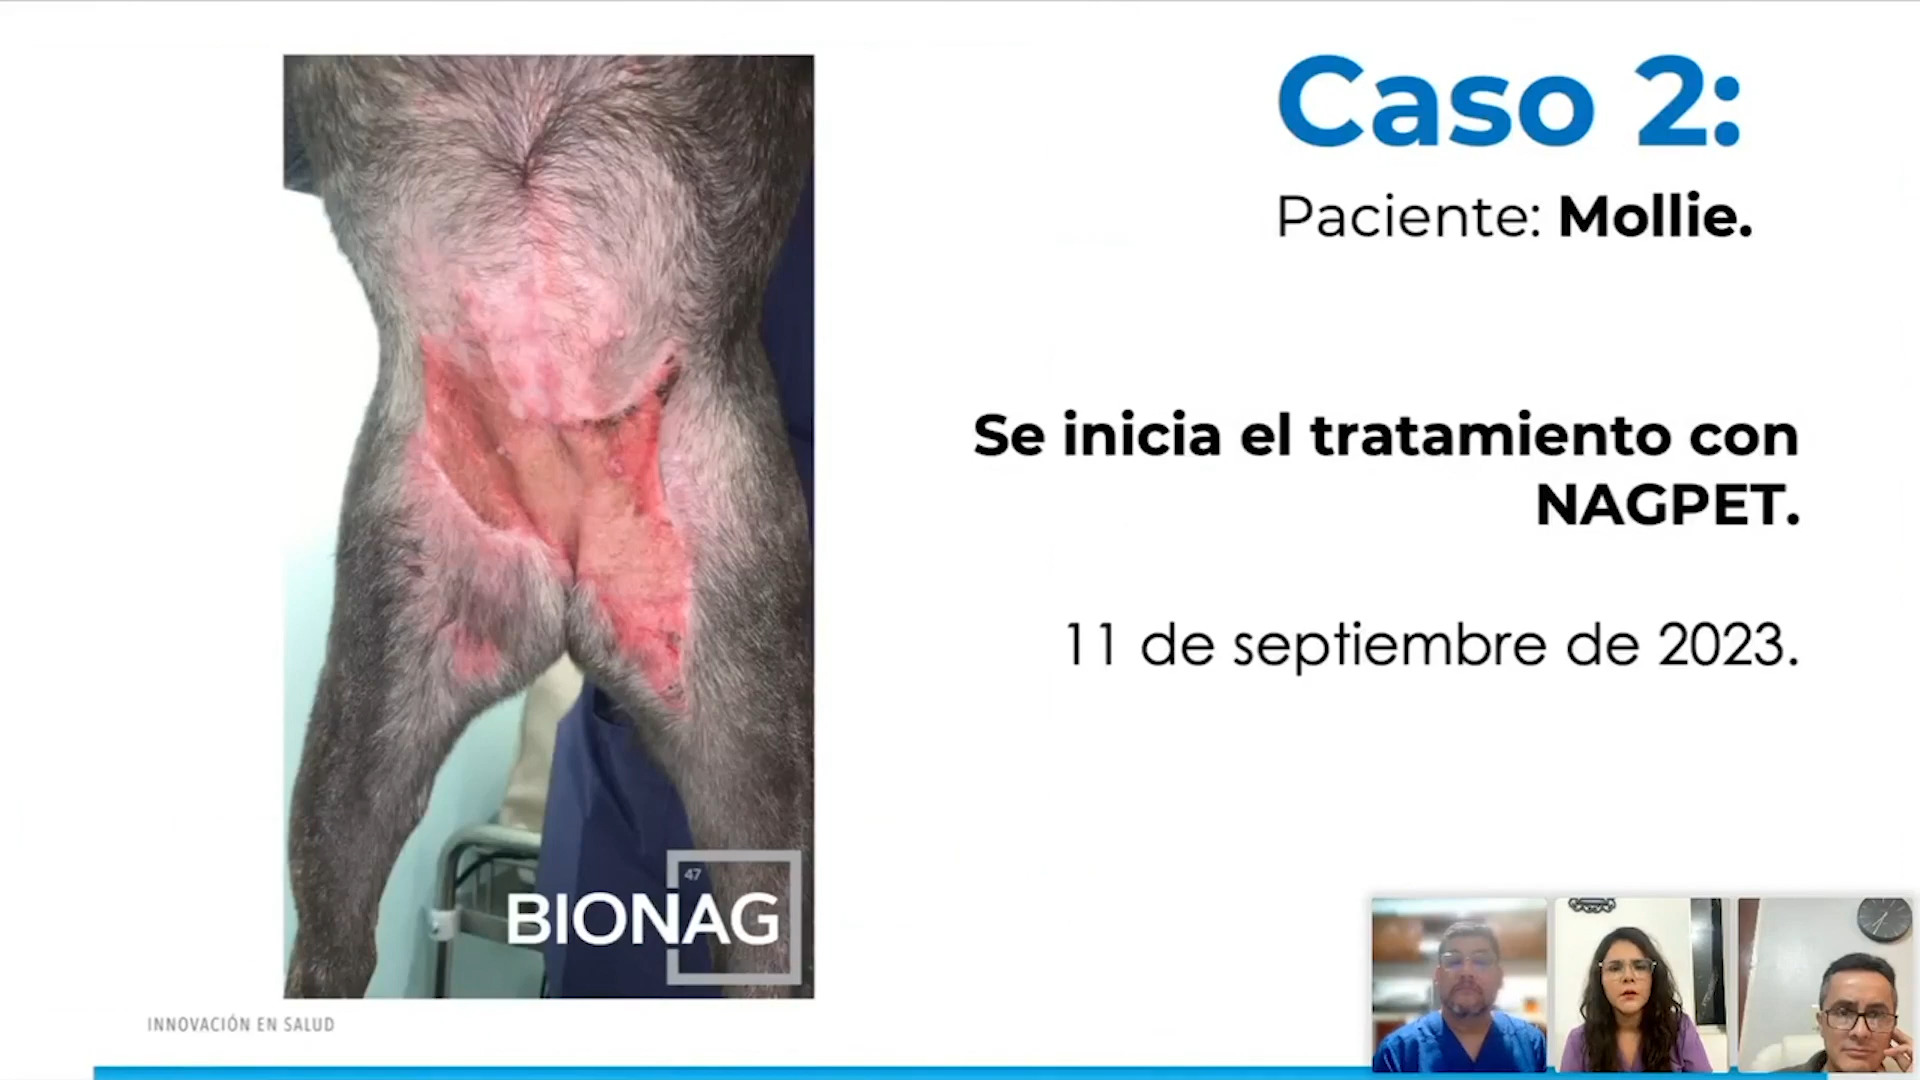 Caso 2:
Paciente: Mollie.
Se inicia el tratamiento con
NAGPET.
11 de septiembre de 2023.
47
BIONAG
INNOVACIÓN EN SALUD